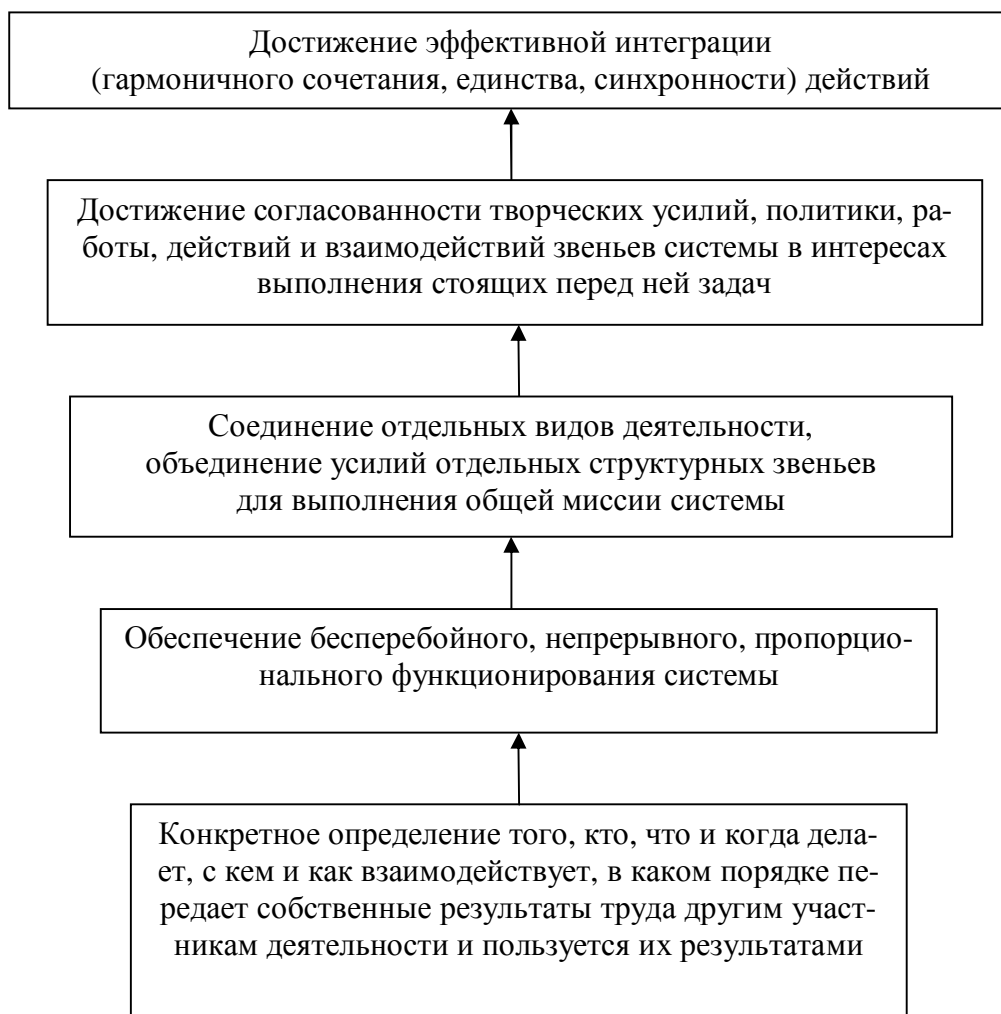 Достижение эффективной интеграции
(гармоничного сочетания, единства, синхронности) действий
Достижение согласованности творческих усилий, политики, ра-
боты, действий и взаимодействий звеньев системы в интересах
выполнения стоящих перед ней задач
Соединение отдельных видов деятельности,
объединение усилий отдельных структурных звеньев
для выполнения общей миссии системы
Обеспечение бесперебойного, непрерывного, пропорцио-
нального функционирования системы
Конкретное определение того, кто, что и когда дела-
ет, с кем и как взаимодействует, в каком порядке пе-
редает собственные результаты труда другим участ-
никам деятельности и пользуется их результатами